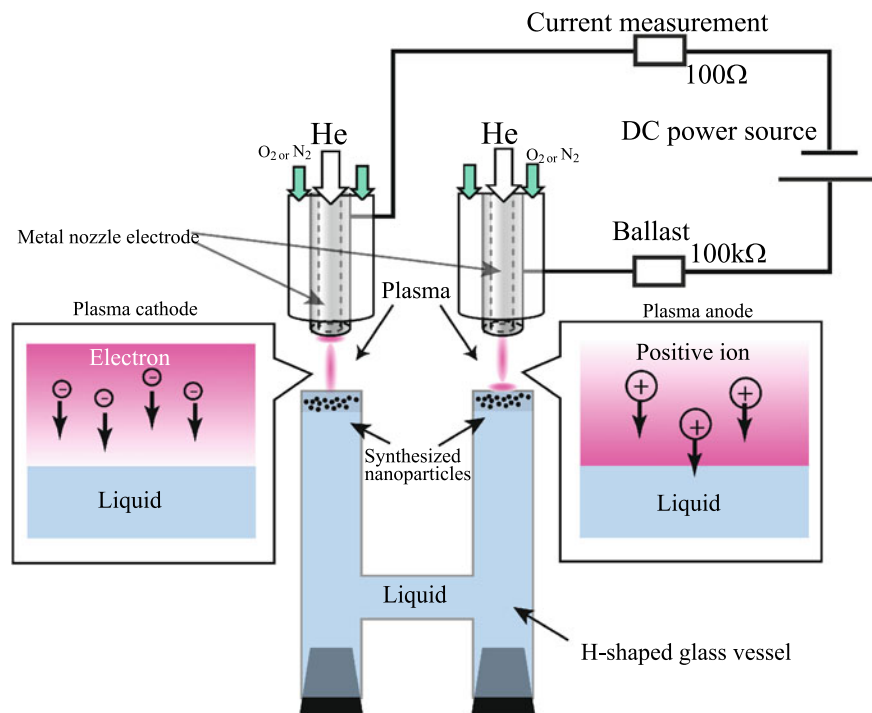 Current measurement
100Ω
DC power source
He
O₂ or N₂
He
O₂ or N₂
Metal nozzle electrode
Ballast
100kΩ
Plasma
Plasma cathode
Plasma anode
Electron
Positive ion
Synthesized
nanoparticles
Liquid
Liquid
Liquid
H-shaped glass vessel